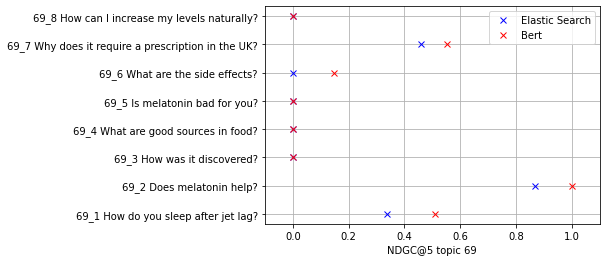 69_8 How can I increase my levels naturally?
69_7 Why does it require a prescription in the UK?
69_6 What are the side effects?
69_5 Is melatonin bad for you?
69_4 What are good sources in food?
69_3 How was it discovered?
69_2 Does melatonin help?
69_1 How do you sleep after jet lag?
Elastic Search
Bert
0.0 0.2 0.4 0.6 0.8 1.0
NDGC@5 topic 69